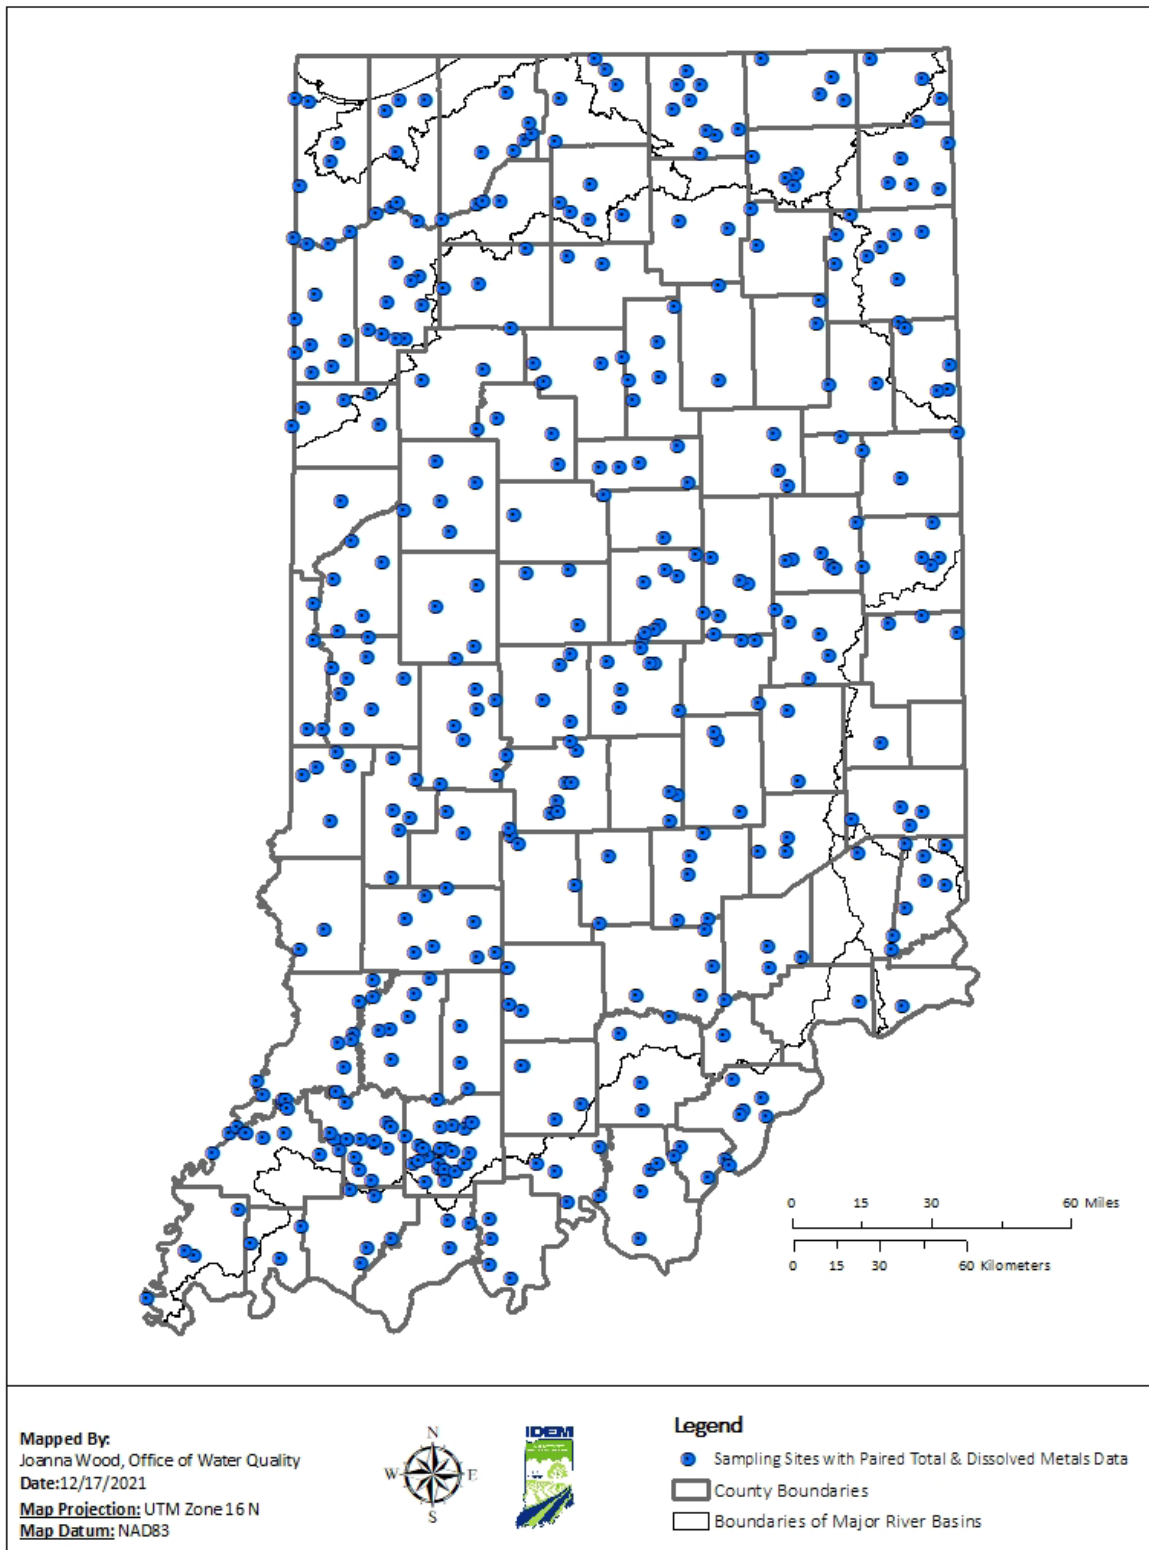 0 15 30 60 Miles
0 15 30 60 Kilometers
Mapped By:
Joanna Wood, Office of Water Quality
Date:12/17/2021
Map Projection: UTM Zone 16 N
Map Datum: NAD83
N
W E
S
IDEM
Legend
Sampling Sites with Paired Total & Dissolved Metals Data
County Boundaries
Boundaries of Major River Basins